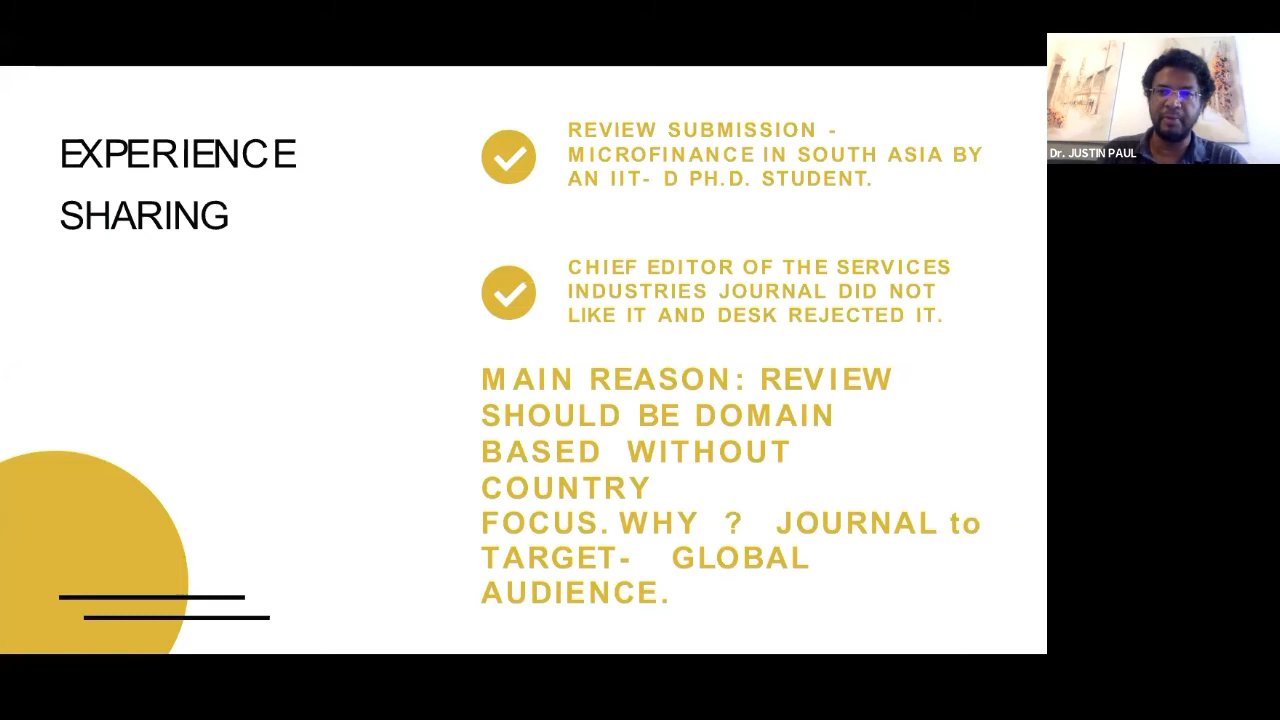 EXPERIENCE
SHARING
REVIEW SUBMISSION -
MICROFINANCE IN SOUTH ASIA BY
AN IIT- D PH.D. STUDENT.
CHIEF EDITOR OF THE SERVICES
INDUSTRIES JOURNAL DID NOT
LIKE IT AND DESK REJECTED IT.
MAIN REASON: REVIEW
SHOULD BE DOMAIN
BASED WITHOUT
COUNTRY
FOCUS. WHY ? JOURNAL to
TARGET- GLOBAL
AUDIENCE.
Dr. JUSTIN PAUL